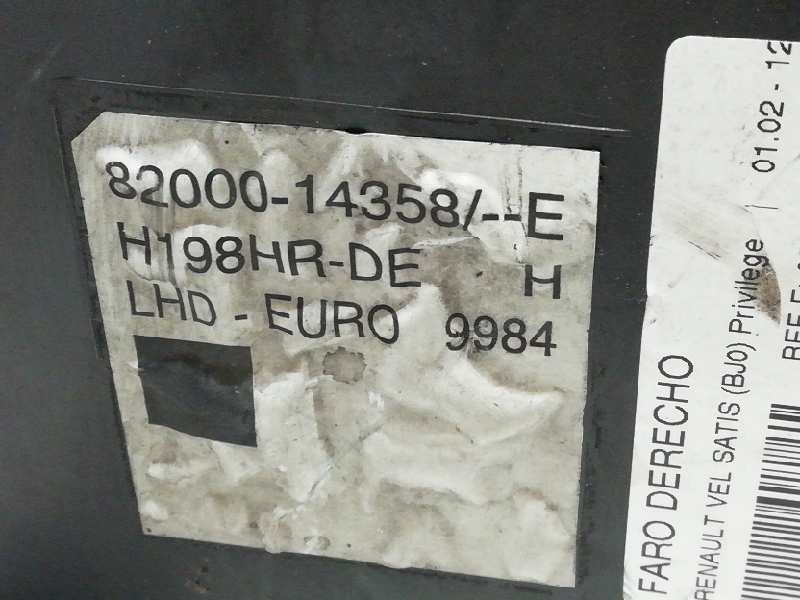 82000-14358/--E
H198HR-DE H
LHD - EURO 9984
FARO DERECHO
RENAULT VEL SATIS (BJ0) Privilege | 01.02 - 12